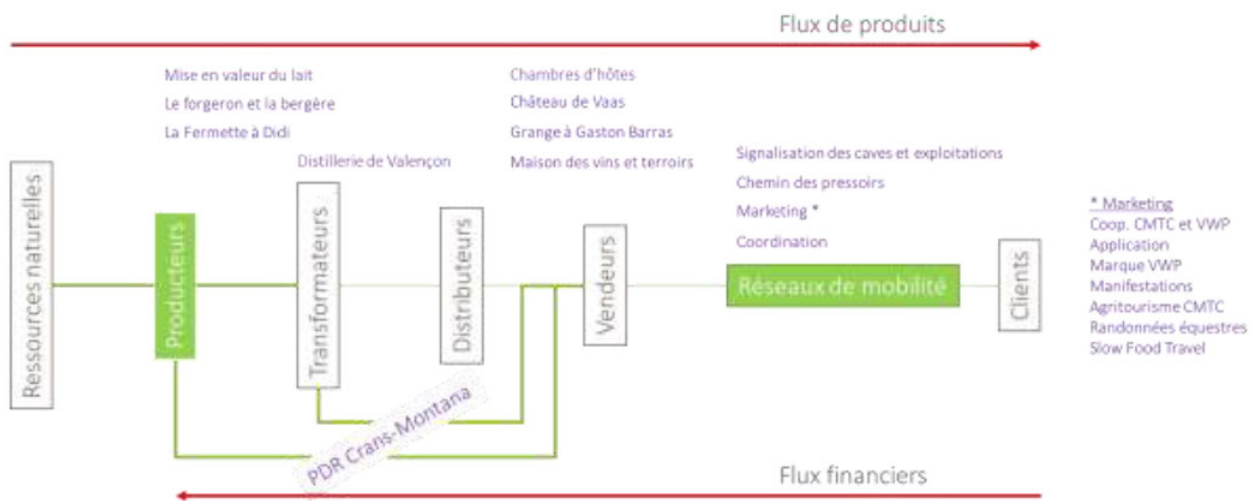 Flux de produits
Mise en valeur du lait
Le forgeron et la bergère
La Fermette à Didi
Distillerie de Valençon
Chambres d'hôtes
Château de Vaas
Grange à Gaston Barras
Maison des vins et terroirs
Signalisation des caves et exploitations
Chemin des pressoirs
Marketing *
Coordination
Ressources naturelles
Producteurs
Transformateurs
Distributeurs
Vendeurs
Réseaux de mobilité
Clients
* Marketing
Coop. CMTC et VWP
Application
Marque VWP
Manifestations
Agritourisme CMTC
Randonnées équestres
Slow Food Travel
PDR Crans-Montana
Flux financiers